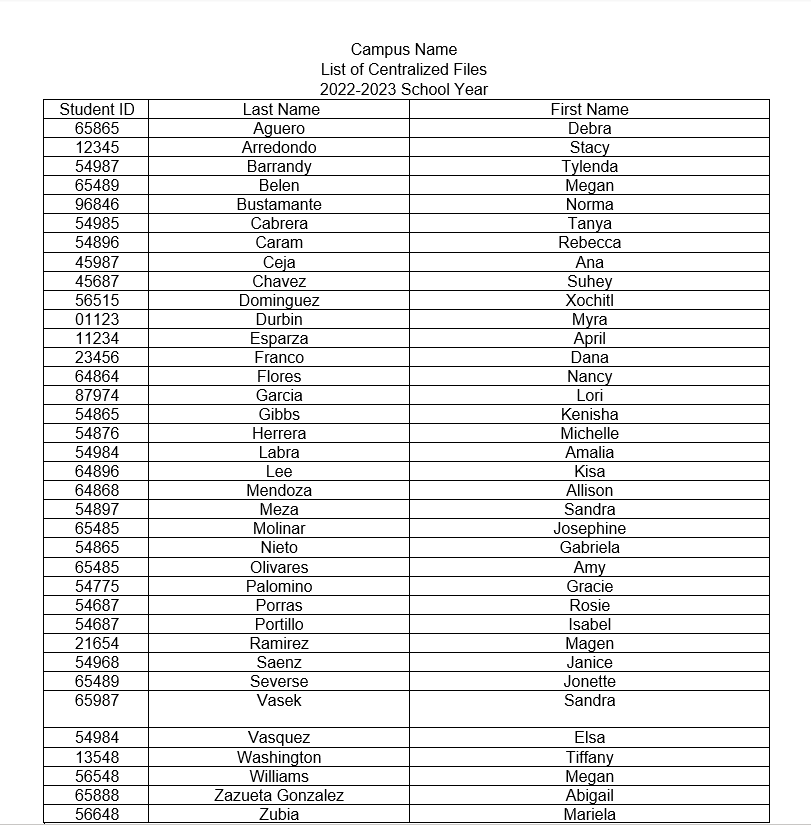 Campus Name
List of Centralized Files
2022-2023 School Year
Student ID Last Name First Name
65865 Aguero Debra
12345 Arredondo Stacy
54987 Barrandy Tylenda
65489 Belen Megan
96846 Bustamante Norma
54985 Cabrera Tanya
54896 Caram Rebecca
45987 Ceja Ana
45687 Chavez Suhey
56515 Dominguez Xochitl
01123 Durbin Myra
11234 Esparza April
23456 Franco Dana
64864 Flores Nancy
87974 Garcia Lori
54865 Gibbs Kenisha
54876 Herrera Michelle
54984 Labra Amalia
64896 Lee Kisa
64868 Mendoza Allison
54897 Meza Sandra
65485 Molinar Josephine
54865 Nieto Gabriela
65485 Olivares Amy
54775 Palomino Gracie
54687 Porras Rosie
54687 Portillo Isabel
21654 Ramirez Magen
54968 Saenz Janice
65489 Severse Jonette
65987 Vasek Sandra
54984 Vasquez Elsa
13548 Washington Tiffany
56548 Williams Megan
65888 Zazueta Gonzalez Abigail
56648 Zubia Mariela